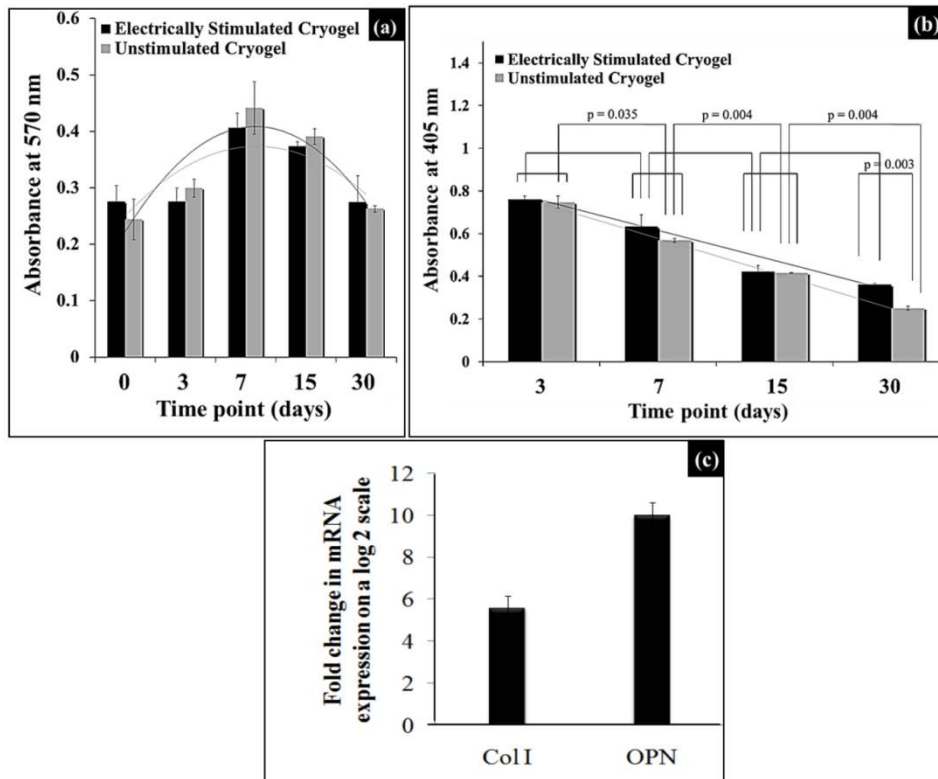 (a)
Electrically Stimulated Cryogel
Unstimulated Cryogel
Absorbance at 570 nm
0.6
0.5
0.4
0.3
0.2
0.1
0
0 3 7 15 30
Time point (days)
(b)
Electrically Stimulated Cryogel
Unstimulated Cryogel
Absorbance at 405 nm
1.4
1.2
1
0.8
0.6
0.4
0.2
0
p = 0.035 p = 0.004 p = 0.004
p = 0.003
3 7 15 30
Time point (days)
(c)
Fold change in mRNA
expression on a log 2 scale
12
10
8
6
4
2
0
Col I OPN